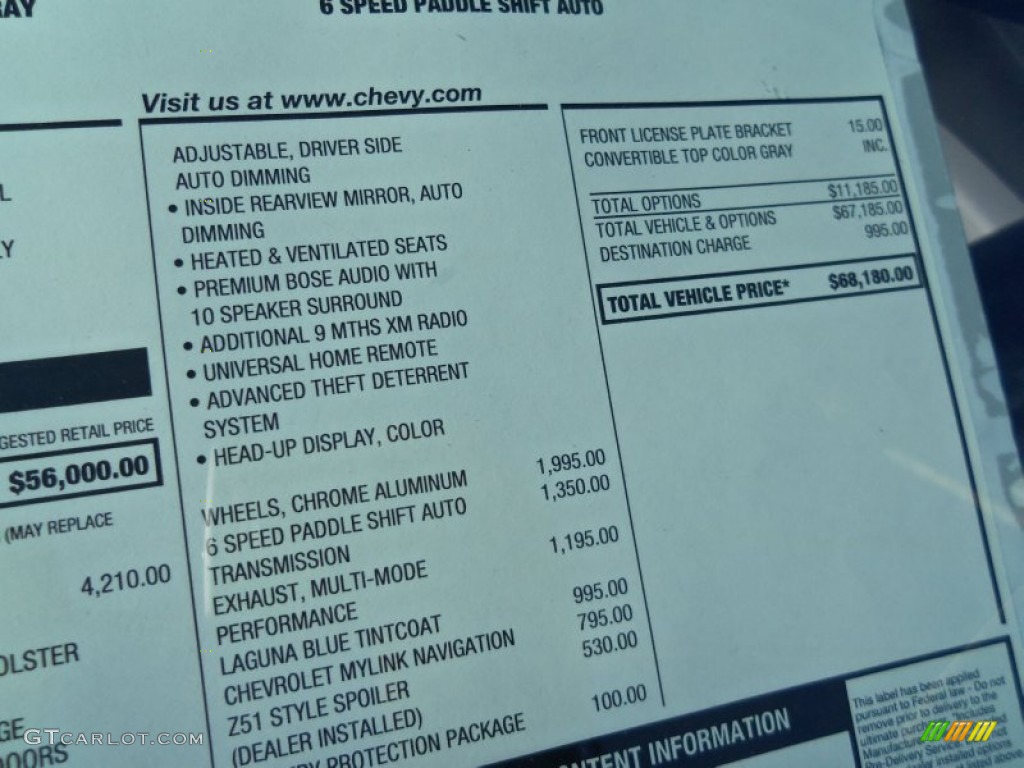 6 SPEED PADDLE SHIFT AUTO
Visit us at www.chevy.com
GESTED RETAIL PRICE
$56,000.00
(MAY REPLACE
4,210.00
ADJUSTABLE, DRIVER SIDE
AUTO DIMMING
• INSIDE REARVIEW MIRROR, AUTO
DIMMING
• HEATED & VENTILATED SEATS
• PREMIUM BOSE AUDIO WITH
10 SPEAKER SURROUND
• ADDITIONAL 9 MTHS XM RADIO
• UNIVERSAL HOME REMOTE
• ADVANCED THEFT DETERRENT
SYSTEM
• HEAD-UP DISPLAY, COLOR
WHEELS, CHROME ALUMINUM 1,995.00
6 SPEED PADDLE SHIFT AUTO 1,350.00
TRANSMISSION
EXHAUST, MULTI-MODE 1,195.00
PERFORMANCE
LAGUNA BLUE TINTCOAT 995.00
CHEVROLET MYLINK NAVIGATION 795.00
Z51 STYLE SPOILER 530.00
(DEALER INSTALLED)
PROTECTION PACKAGE 100.00
FRONT LICENSE PLATE BRACKET 15.00
CONVERTIBLE TOP COLOR GRAY INC.
TOTAL OPTIONS $11,185.00
TOTAL VEHICLE & OPTIONS $67,185.00
DESTINATION CHARGE 995.00
TOTAL VEHICLE PRICE* $68,180.00
INFORMATION
This label has been applied
pursuant to Federal law - Do not
remove prior to delivery to the
ultimate
GTCARLOT.COM